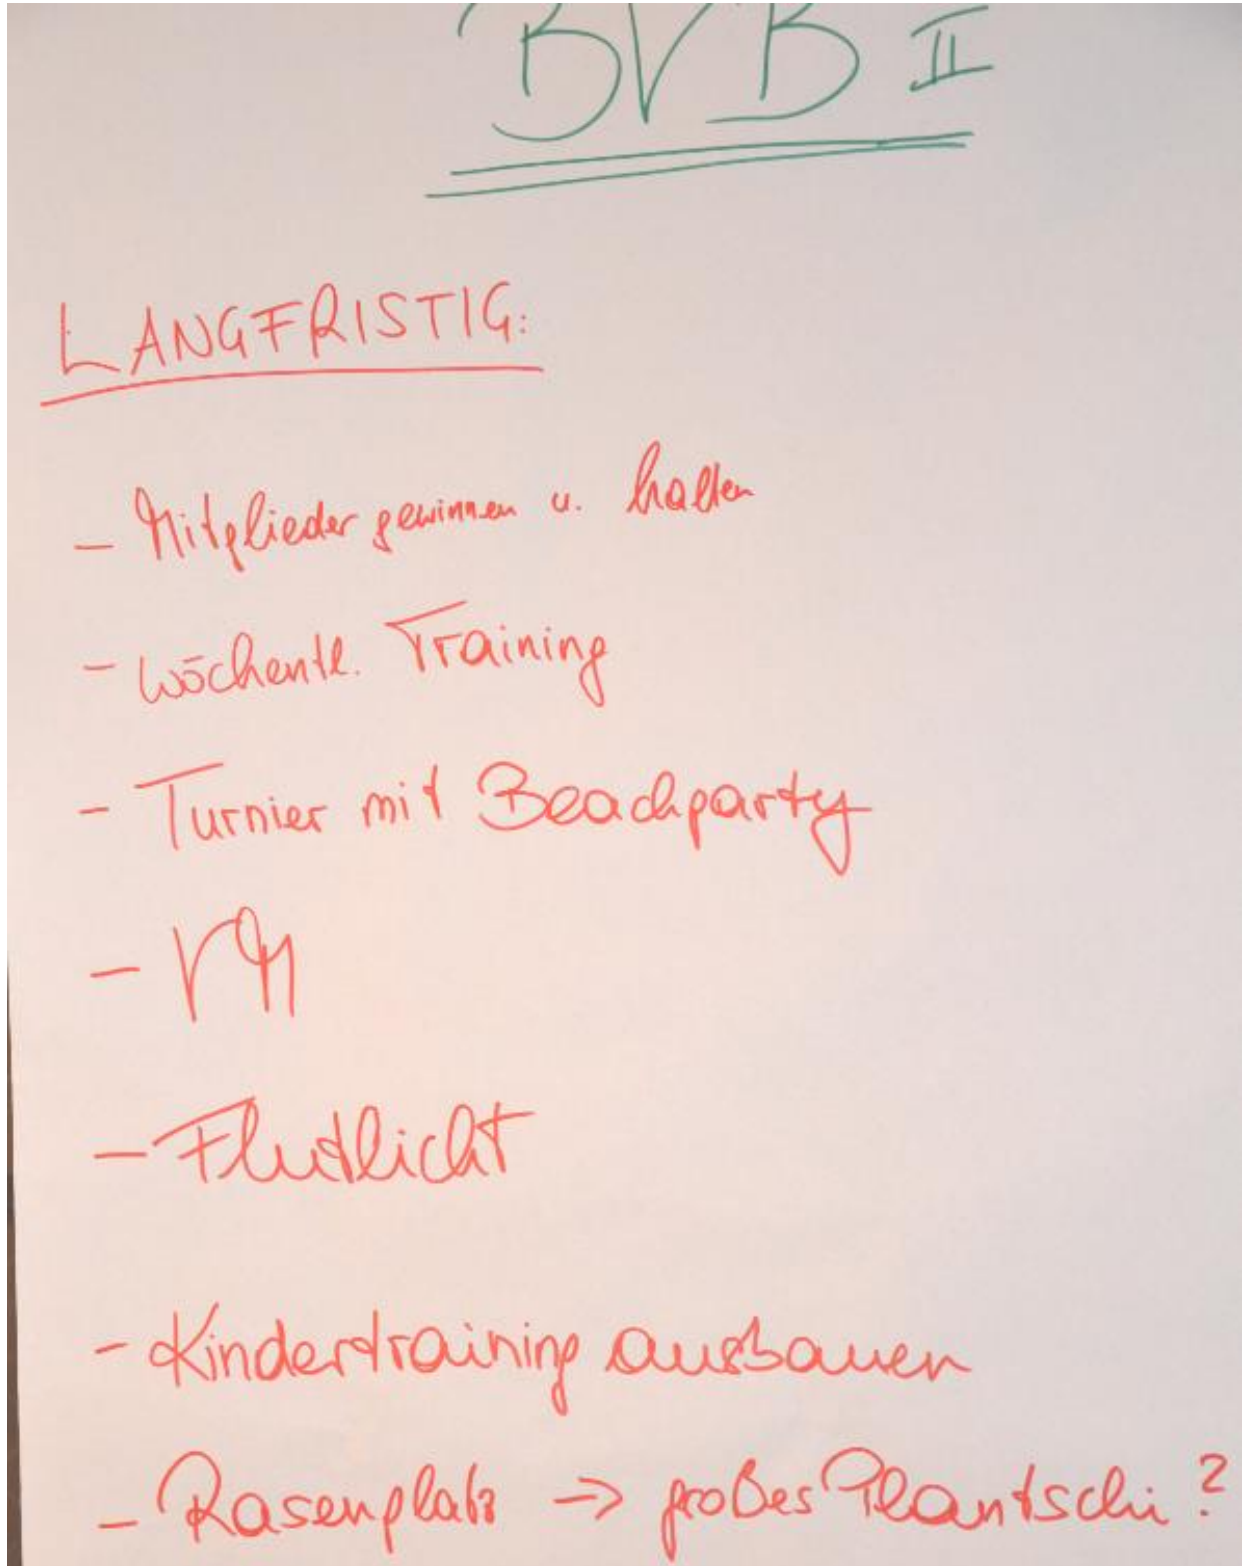 BVB II
LANGFRISTIG:
- Mitglieder gewinnen u. halten
- wöchentl. Training
- Turnier mit Beachparty
- VM
- Flutlicht
- Kindertraining ausbauen
- Rasenplatz -> großes Plantschi?